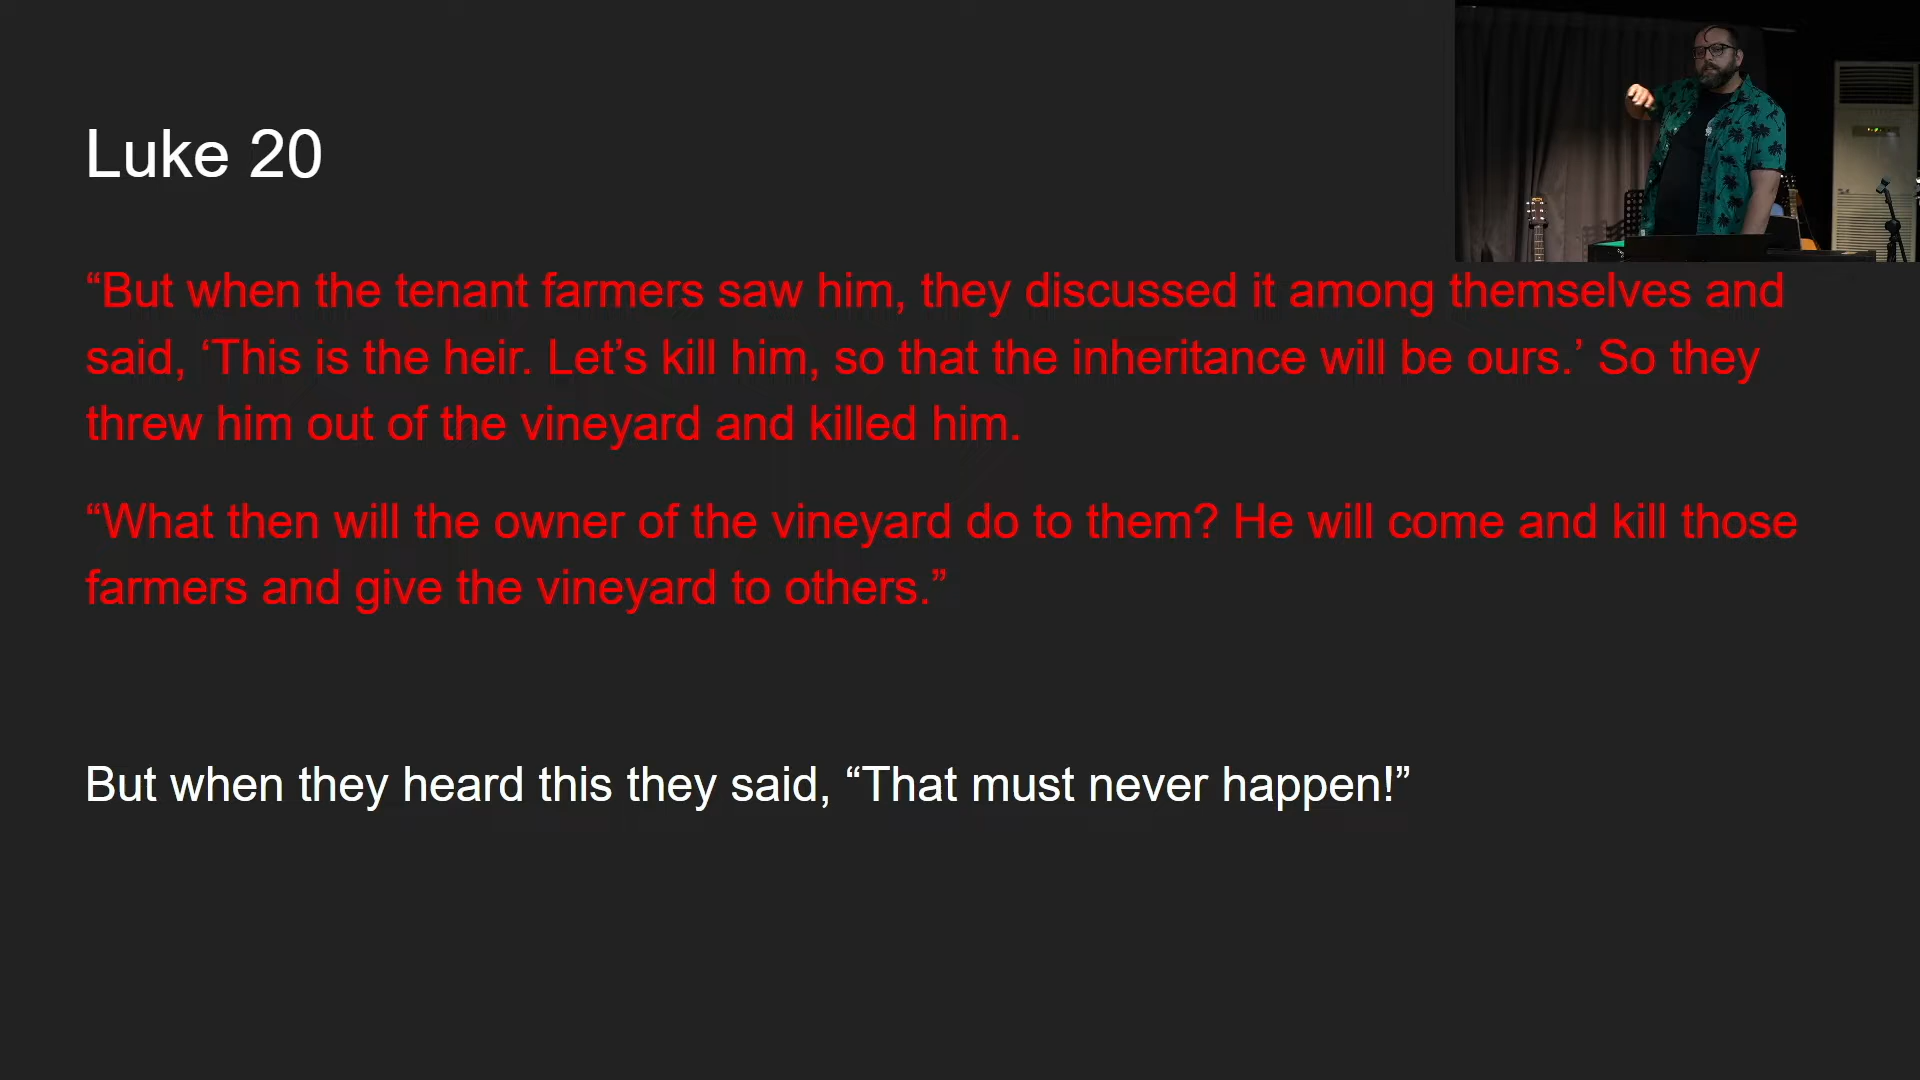 Luke 20
“But when the tenant farmers saw him, they discussed it among themselves and
said, ‘This is the heir. Let’s kill him, so that the inheritance will be ours.’ So they
threw him out of the vineyard and killed him.
“What then will the owner of the vineyard do to them? He will come and kill those
farmers and give the vineyard to others.”
But when they heard this they said, “That must never happen!”